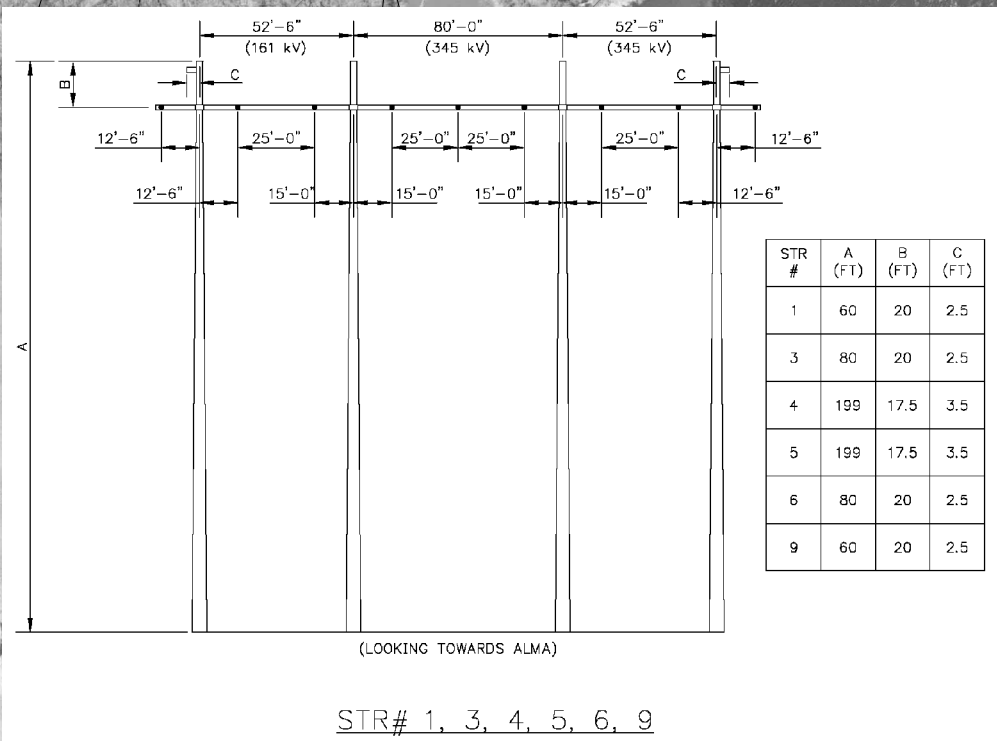 52'-6" 80'-0" 52'-6"
(161 kV) (345 kV) (345 kV)
B C C
12'-6" 25'-0" 25'-0" 25'-0" 25'-0" 12'-6"
12'-6" 15'-0" 15'-0" 15'-0" 15'-0" 12'-6"
A
STR # A (FT) B (FT) C (FT)
1 60 20 2.5
3 80 20 2.5
4 199 17.5 3.5
5 199 17.5 3.5
6 80 20 2.5
9 60 20 2.5
(LOOKING TOWARDS ALMA)
STR# 1, 3, 4, 5, 6, 9